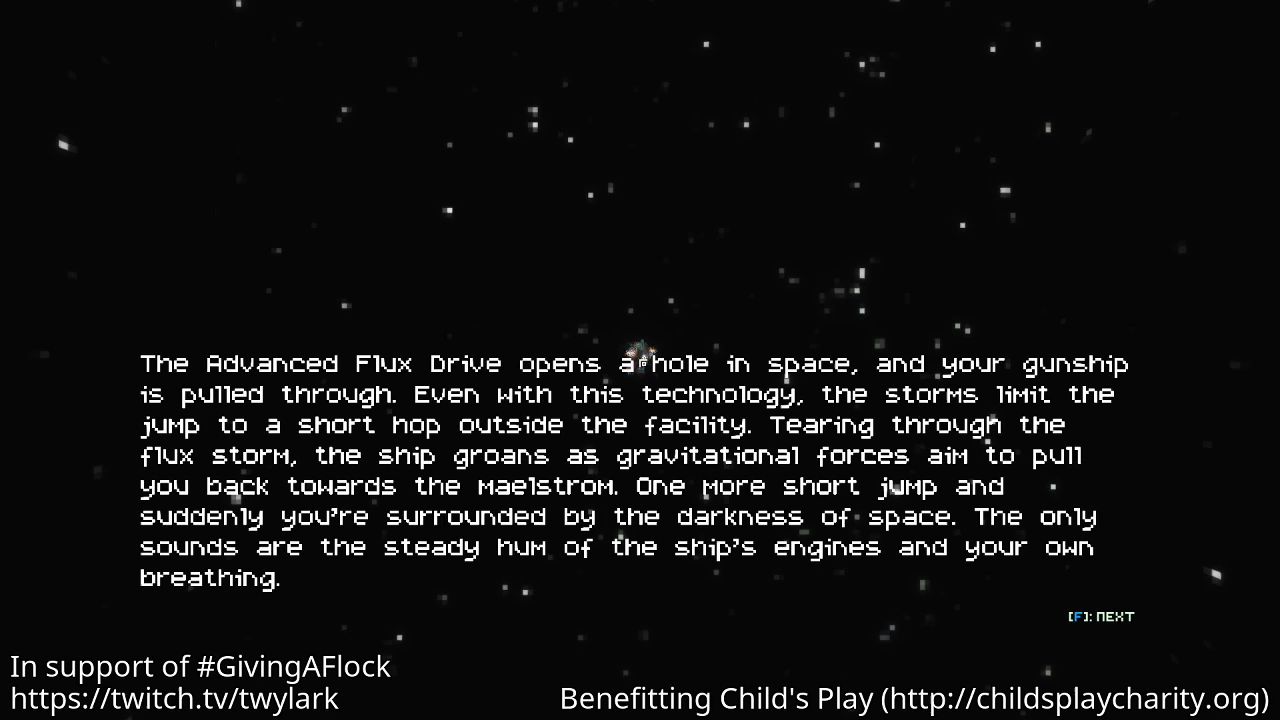 The Advanced Flux Drive opens a hole in space, and your gunship
is pulled through. Even with this technology, the storms limit the
jump to a short hop outside the facility. Tearing through the
flux storm, the ship groans as gravitational forces aim to pull
you back towards the maelstrom. One more short jump and
suddenly you're surrounded by the darkness of space. The only
sounds are the steady hum of the ship's engines and your own
breathing.
[F]: NEXT
In support of #GivingAFlock
https://twitch.tv/twylark
Benefitting Child's Play (http://childsplaycharity.org)